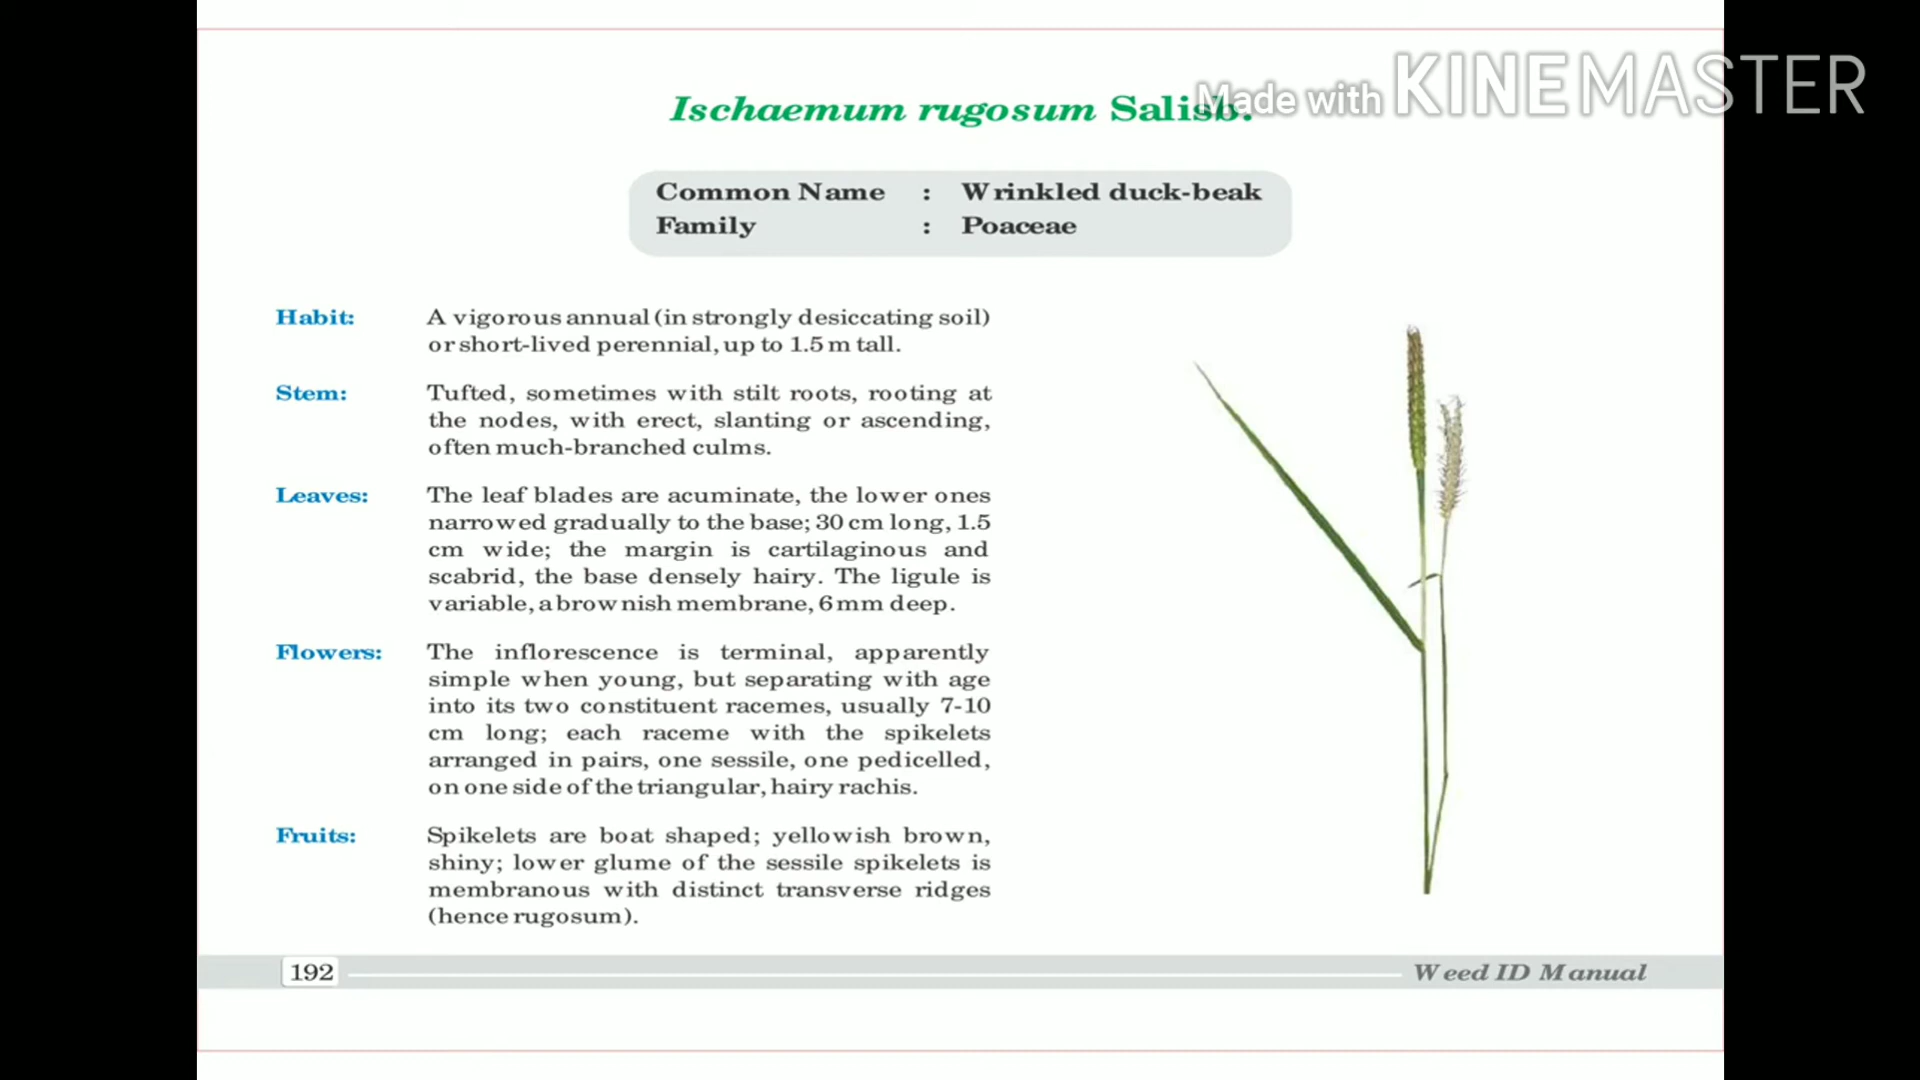 Made with KINEMASTER
Ischaemum rugosum Salisb.
Common Name : Wrinkled duck-beak
Family : Poaceae
Habit: A vigorous annual (in strongly desiccating soil)
or short-lived perennial, up to 1.5 m tall.
Stem: Tufted, sometimes with stilt roots, rooting at
the nodes, with erect, slanting or ascending,
often much-branched culms.
Leaves: The leaf blades are acuminate, the lower ones
narrowed gradually to the base; 30 cm long, 1.5
cm wide; the margin is cartilaginous and
scabrid, the base densely hairy. The ligule is
variable, a brownish membrane, 6 mm deep.
Flowers: The inflorescence is terminal, apparently
simple when young, but separating with age
into its two constituent racemes, usually 7-10
cm long; each raceme with the spikelets
arranged in pairs, one sessile, one pedicelled,
on one side of the triangular, hairy rachis.
Fruits: Spikelets are boat shaped; yellowish brown,
shiny; lower glume of the sessile spikelets is
membranous with distinct transverse ridges
(hence rugosum).
192
Weed ID Manual